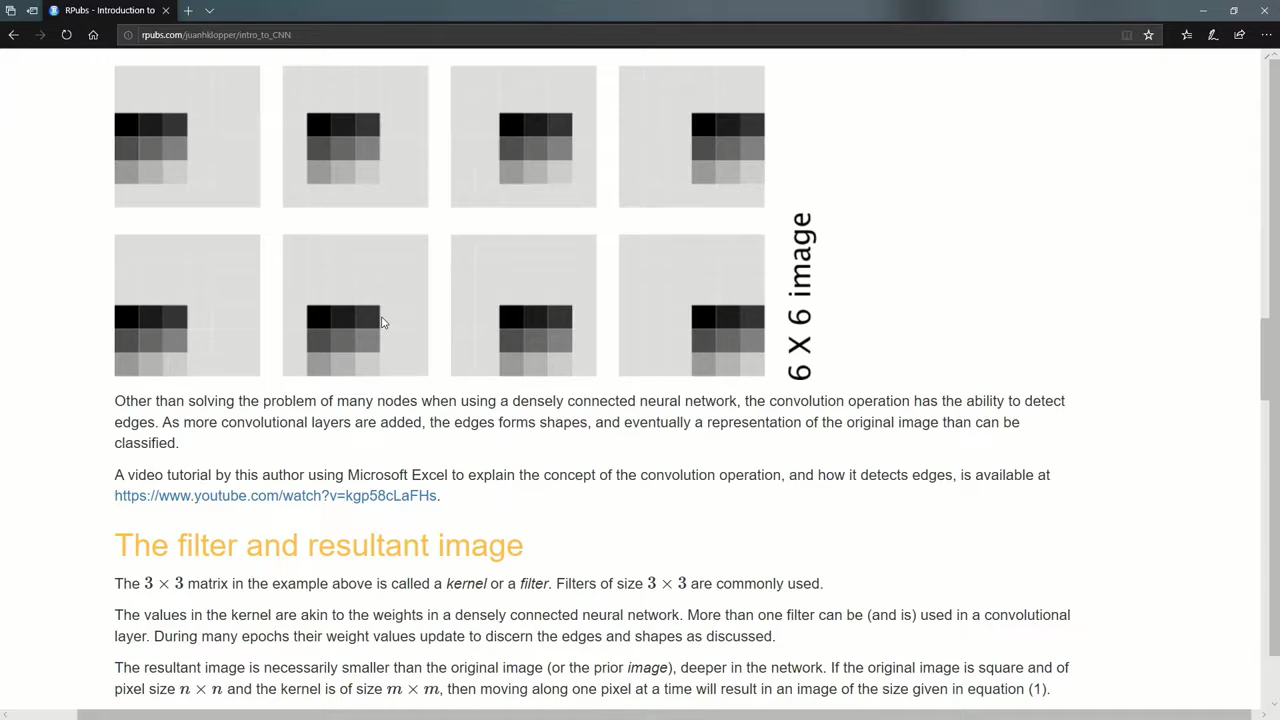 RPubs - Introduction to
rpubs.com/juanhklopper/intro_to_CNN
6 X 6 image
Other than solving the problem of many nodes when using a densely connected neural network, the convolution operation has the ability to detect
edges. As more convolutional layers are added, the edges forms shapes, and eventually a representation of the original image than can be
classified.
A video tutorial by this author using Microsoft Excel to explain the concept of the convolution operation, and how it detects edges, is available at
https://www.youtube.com/watch?v=kgp58cLaFHs.
The filter and resultant image
The 3 × 3 matrix in the example above is called a kernel or a filter. Filters of size 3 × 3 are commonly used.
The values in the kernel are akin to the weights in a densely connected neural network. More than one filter can be (and is) used in a convolutional
layer. During many epochs their weight values update to discern the edges and shapes as discussed.
The resultant image is necessarily smaller than the original image (or the prior image), deeper in the network. If the original image is square and of
pixel size n × n and the kernel is of size m × m, then moving along one pixel at a time will result in an image of the size given in equation (1).